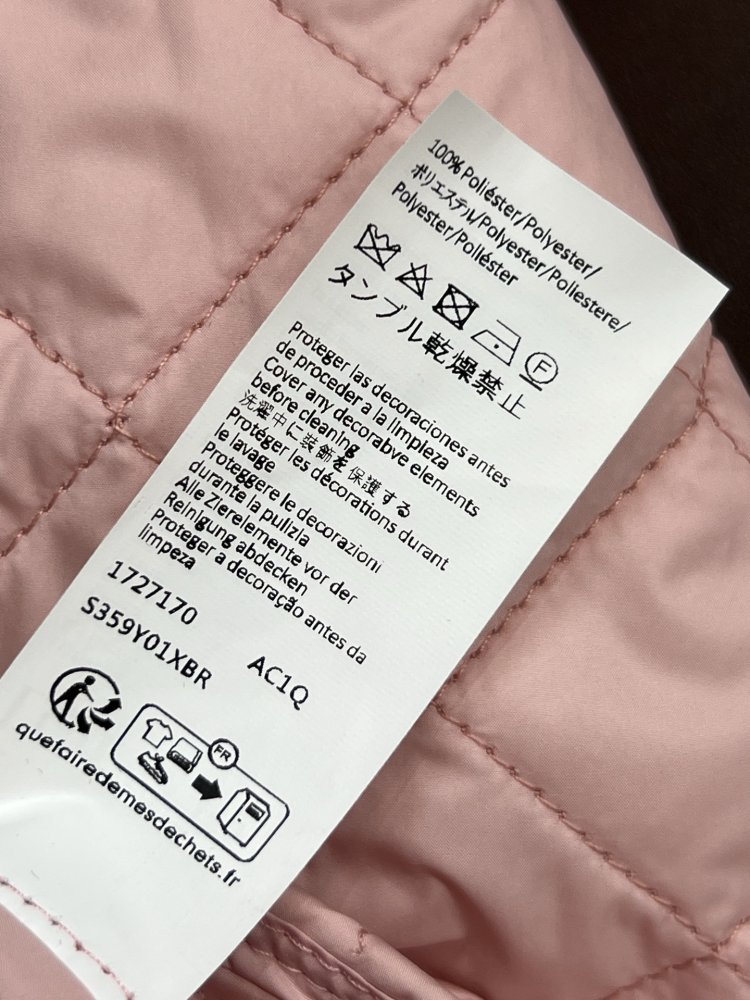 100% Poliéster/Polyester/
ポリエステル/Polyester/Poliestere/
Polyester/Poliéster
F
タンブル乾燥禁止
Proteger las decoraciones antes
de proceder a la limpieza
Cover any decorabve elements
before cleaning
洗濯中に装飾を保護する
Protéger les décorations durant
le lavage
Proteggere le decorazioni
durante la pulizia
Alle Zierelemente vor der
Reinigung abdecken
Proteger a decoração antes da
limpeza
1727170
S359Y01XBR AC1Q
FR
quefairedemesdechets.fr